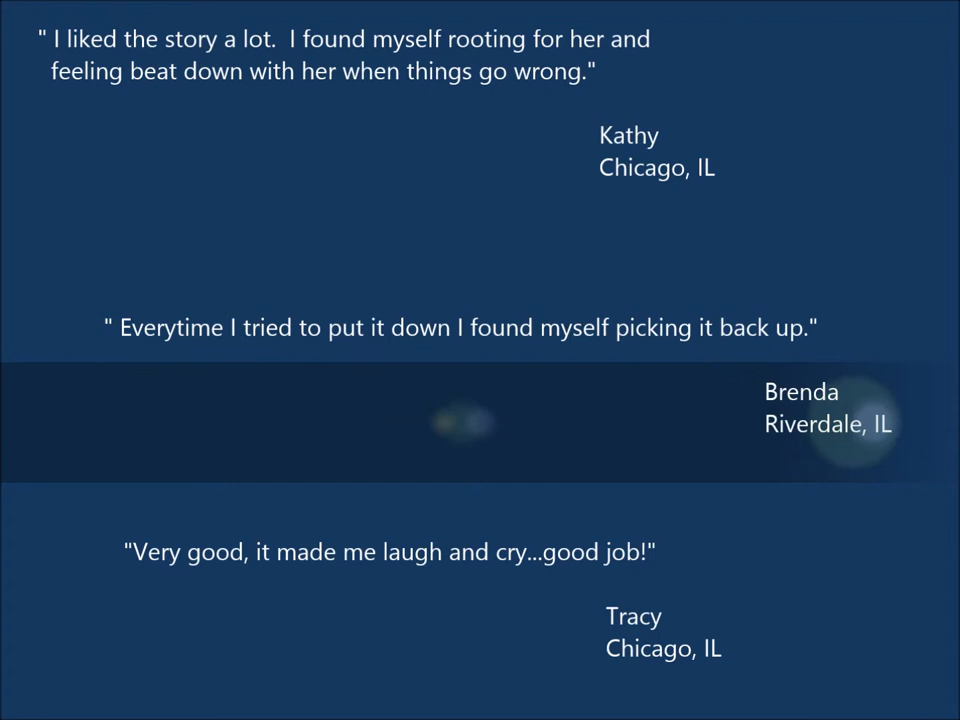 " I liked the story a lot.  I found myself rooting for her and
feeling beat down with her when things go wrong."
Kathy
Chicago, IL
" Everytime I tried to put it down I found myself picking it back up."
Brenda
Riverdale, IL
"Very good, it made me laugh and cry...good job!"
Tracy
Chicago, IL